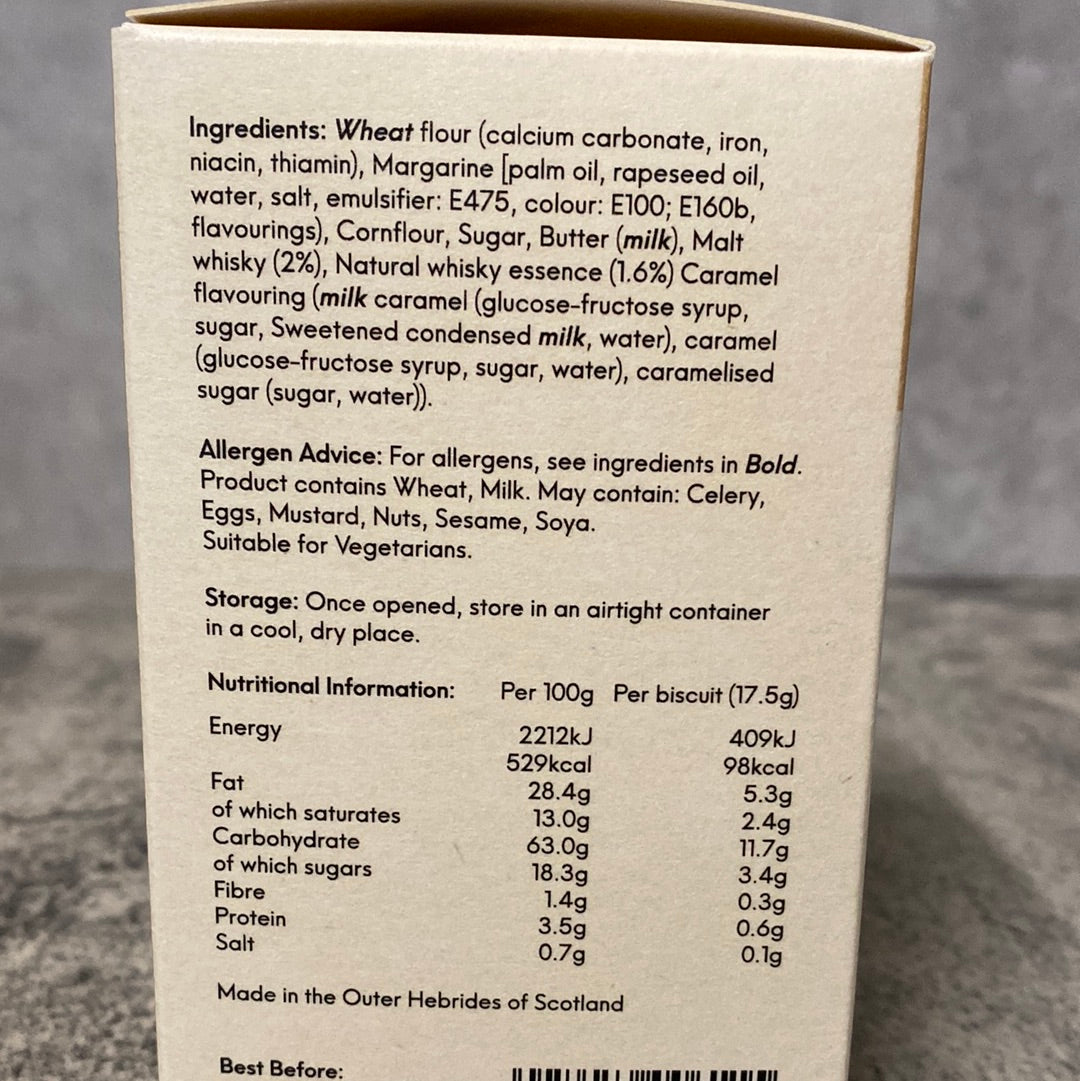 Ingredients: Wheat flour (calcium carbonate, iron,
niacin, thiamin), Margarine [palm oil, rapeseed oil,
water, salt, emulsifier: E475, colour: E100; E160b,
flavourings), Cornflour, Sugar, Butter (milk), Malt
whisky (2%), Natural whisky essence (1.6%) Caramel
flavouring (milk caramel (glucose-fructose syrup,
sugar, Sweetened condensed milk, water), caramel
(glucose-fructose syrup, sugar, water), caramelised
sugar (sugar, water)).
Allergen Advice: For allergens, see ingredients in Bold.
Product contains Wheat, Milk. May contain: Celery,
Eggs, Mustard, Nuts, Sesame, Soya.
Suitable for Vegetarians.
Storage: Once opened, store in an airtight container
in a cool, dry place.
Nutritional Information: Per 100g Per biscuit (17.5g)
Energy 2212kJ 409kJ
529kcal 98kcal
Fat 28.4g 5.3g
of which saturates 13.0g 2.4g
Carbohydrate 63.0g 11.7g
of which sugars 18.3g 3.4g
Fibre 1.4g 0.3g
Protein 3.5g 0.6g
Salt 0.7g 0.1g
Made in the Outer Hebrides of Scotland
Best Before: